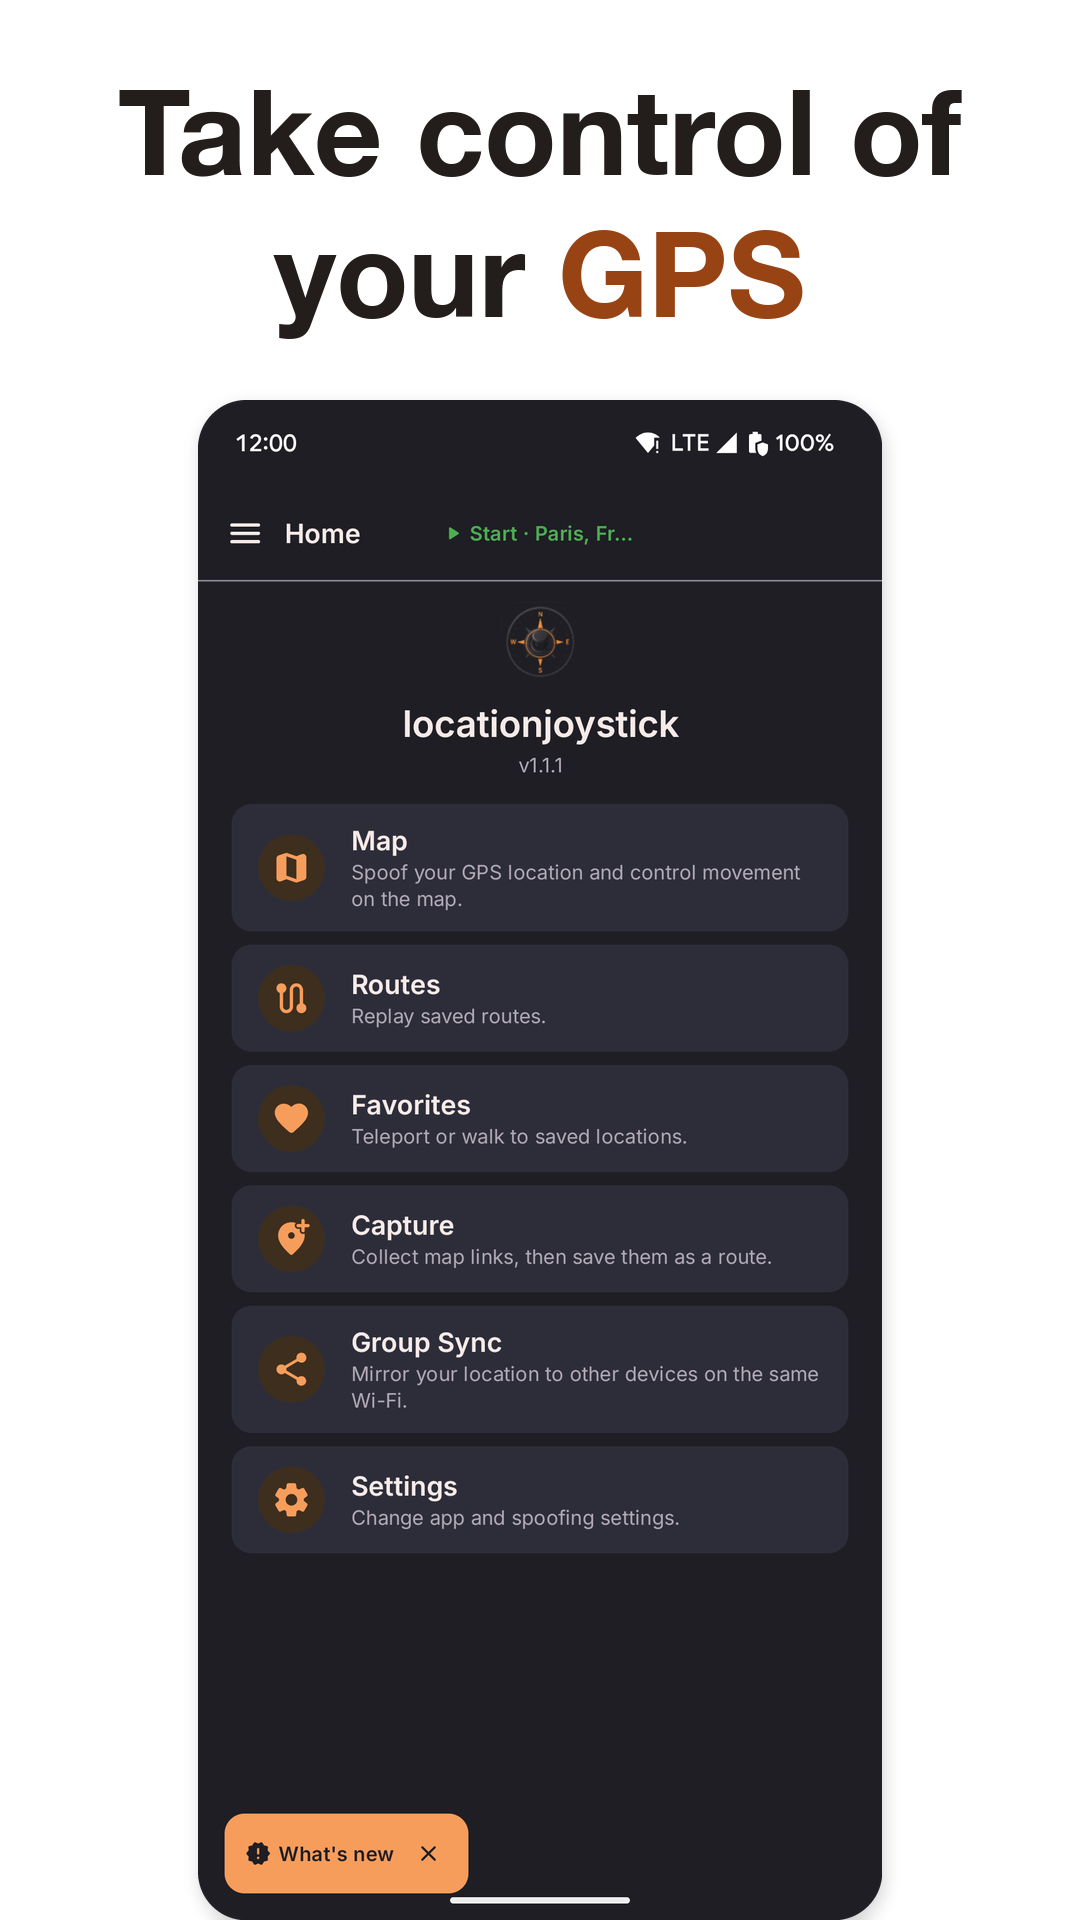 Take control of
your GPS
12:00
LTE
100%
Home
Start · Paris, Fr...
N
W
E
S
locationjoystick
v1.1.1
Map
Spoof your GPS location and control movement
on the map.
Routes
Replay saved routes.
Favorites
Teleport or walk to saved locations.
Capture
Collect map links, then save them as a route.
Group Sync
Mirror your location to other devices on the same
Wi-Fi.
Settings
Change app and spoofing settings.
What's new